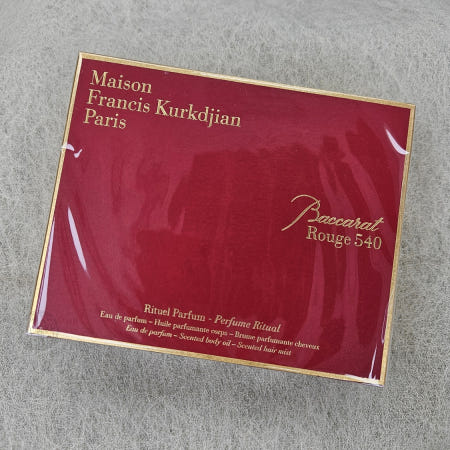 Maison
Francis Kurkdjian
Paris
Baccarat
Rouge 540
Rituel Parfum - Perfume Ritual
Eau de parfum – Huile parfumante corps – Brume parfumante cheveux
Eau de parfum – Scented body oil – Scented hair mist